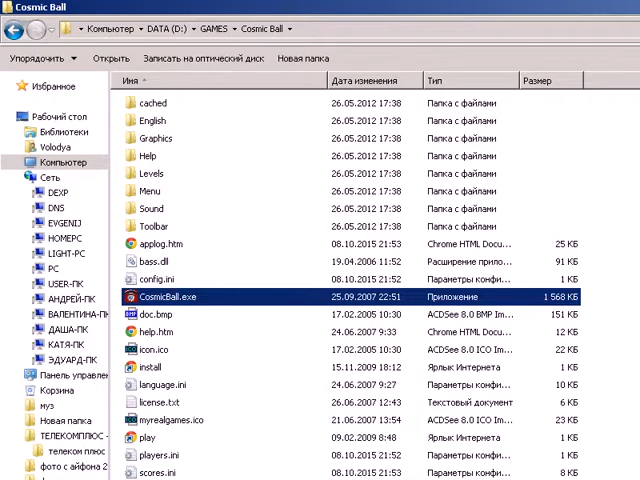 Cosmic Ball
Компьютер DATA (D:) GAMES Cosmic Ball
Упорядочить Открыть Записать на оптический диск Новая папка
Имя Дата изменения Тип Размер
Избранное
Рабочий стол
Библиотеки
Volodya
Компьютер
Сеть
DEXP
DNS
EVGENIJ
HOMEPC
LIGHT-PC
PC
USER-PC
АНДРЕЙ-ПК
ВАЛЕНТИНА-ПК
ДАША-ПК
КАТЯ-ПК
ЭДУАРД-ПК
Панель управлен
Корзина
муз
Новая папка
ТЕЛЕКОМПЛЮС -
телеком плюс
фото с айфона 2
cached 26.05.2012 17:38 Папка с файлами
English 26.05.2012 17:38 Папка с файлами
Graphics 26.05.2012 17:38 Папка с файлами
Help 26.05.2012 17:38 Папка с файлами
Levels 26.05.2012 17:38 Папка с файлами
Menu 26.05.2012 17:38 Папка с файлами
Sound 26.05.2012 17:38 Папка с файлами
Toolbar 26.05.2012 17:38 Папка с файлами
applog.htm 08.10.2015 21:53 Chrome HTML Docu... 25 КБ
bass.dll 19.04.2006 11:52 Расширение прило... 91 КБ
config.ini 08.10.2015 21:52 Параметры конфи... 1 КБ
CosmicBall.exe 25.09.2007 22:51 Приложение 1 568 КБ
doc.bmp 17.02.2005 10:30 ACDSee 8.0 BMP Im... 151 КБ
help.htm 24.06.2007 9:33 Chrome HTML Docu... 12 КБ
icon.ico 17.02.2005 10:30 ACDSee 8.0 ICO Im... 22 КБ
install 15.11.2009 18:12 Ярлык Интернета 1 КБ
language.ini 24.06.2007 9:27 Параметры конфи... 10 КБ
license.txt 26.06.2007 12:43 Текстовый документ 6 КБ
myrealgames.ico 21.06.2007 13:54 ACDSee 8.0 ICO Im... 23 КБ
play 9.02.2009 8:48 Ярлык Интернета 1 КБ
players.ini 08.10.2015 21:52 Параметры конфи... 1 КБ
scores.ini 08.10.2015 21:53 Параметры конфи... 8 КБ